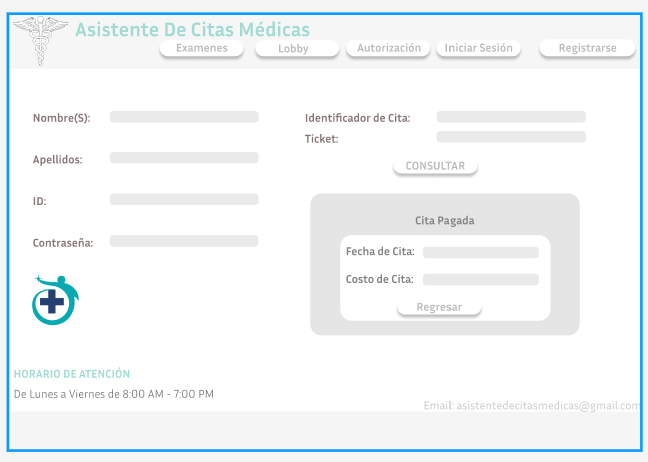 Asistente De Citas Médicas
Examenes
Lobby
Autorización
Iniciar Sesión
Registrarse
Nombre(S):
Apellidos:
ID:
Contraseña:
Identificador de Cita:
Ticket:
CONSULTAR
Cita Pagada
Fecha de Cita:
Costo de Cita:
Regresar
HORARIO DE ATENCIÓN
De Lunes a Viernes de 8:00 AM - 7:00 PM
Email: asistentedecitasmedicas@gmail.com